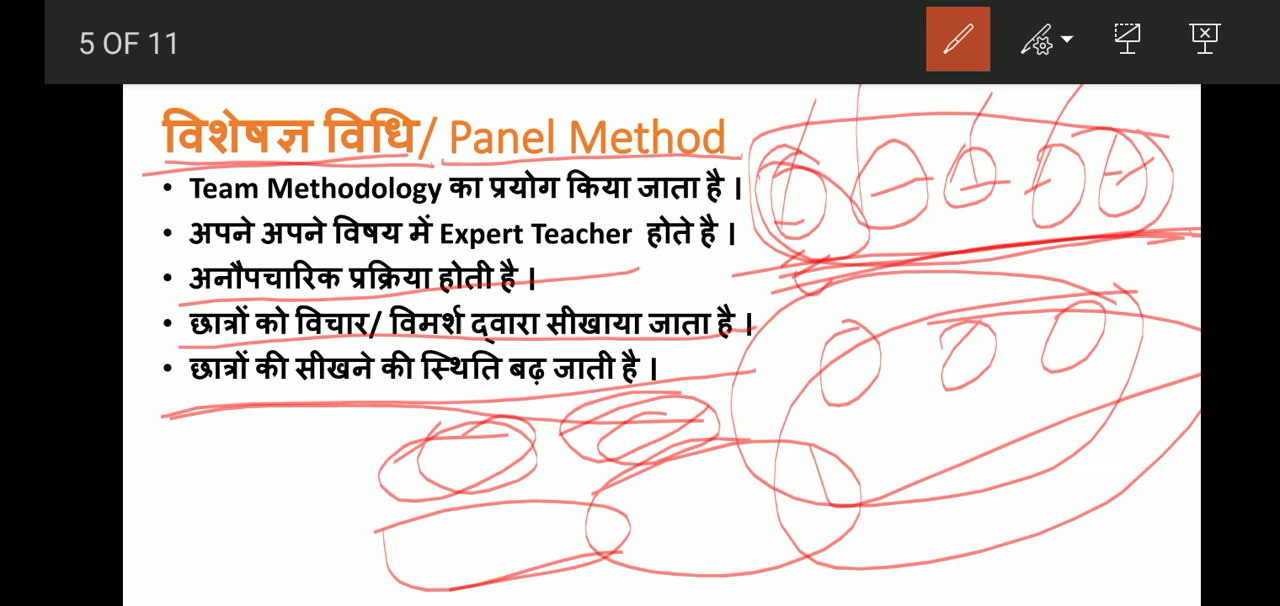 5 OF 11
विशेषज्ञ विधि/ Panel Method
• Team Methodology का प्रयोग किया जाता है ।
• अपने अपने विषय में Expert Teacher होते है ।
• अनौपचारिक प्रक्रिया होती है ।
• छात्रों को विचार/ विमर्श द्वारा सीखाया जाता है ।
• छात्रों की सीखने की स्थिति बढ़ जाती है ।